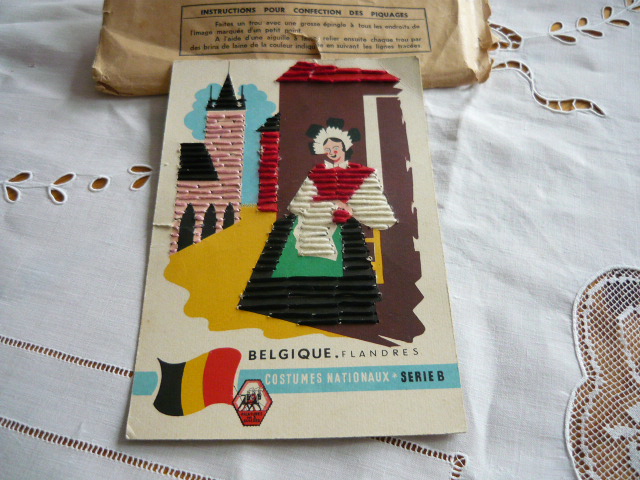 INSTRUCTIONS POUR CONFECTION DES PIQUAGES
Faites un trou avec une grosse épingle à tous les endroits de
l'image marqués d'un petit point.
A l'aide d'une aiguille à laine, relier ensuite chaque trou par
des brins de laine de la couleur indiquée en suivant les lignes tracées
BELGIQUE. FLANDRES
COSTUMES NATIONAUX • SERIE B